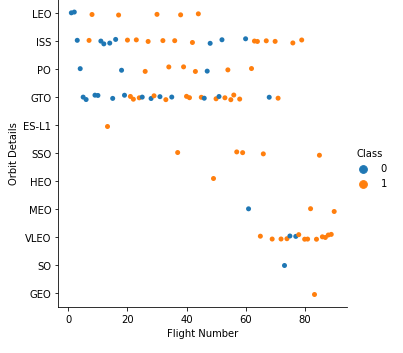 LEO
ISS
PO
GTO
ES-L1
SSO
HEO
MEO
VLEO
SO
GEO
Orbit Details
0 20 40 60 80
Flight Number
Class
0
1